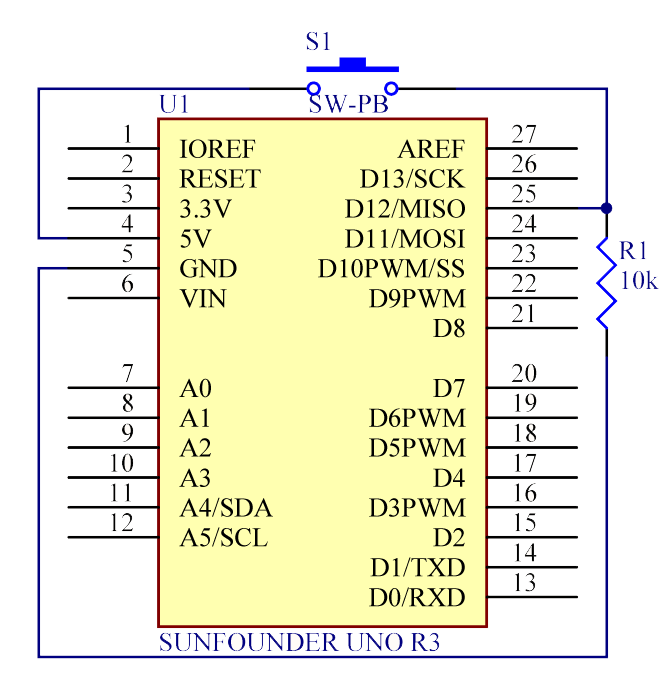 S1
SW-PB
U1
1 IOREF AREF 27
2 RESET D13/SCK 26
3 3.3V D12/MISO 25
4 5V D11/MOSI 24
5 GND D10PWM/SS 23
6 VIN D9PWM 22
D8 21
R1
10k
7 A0 D7 20
8 A1 D6PWM 19
9 A2 D5PWM 18
10 A3 D4 17
11 A4/SDA D3PWM 16
12 A5/SCL D2 15
D1/TXD 14
D0/RXD 13
SUNFOUNDER UNO R3